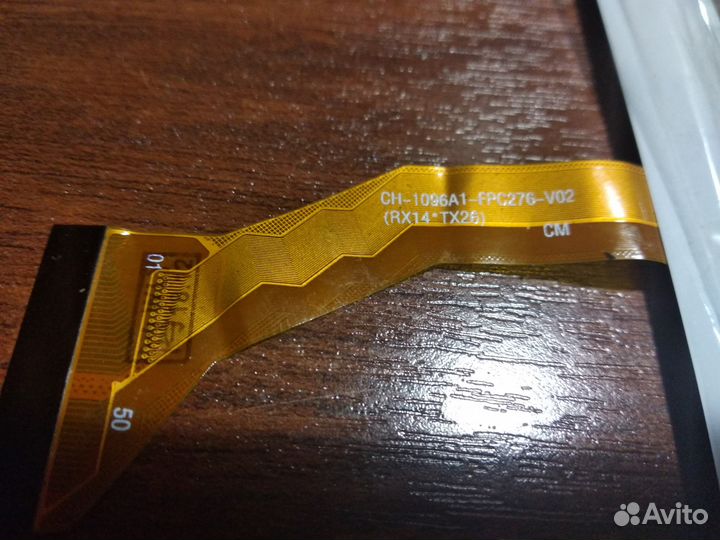 CH-1096A1-FPC276-V02
(RX14*TX26)
CM
01
50
Avito